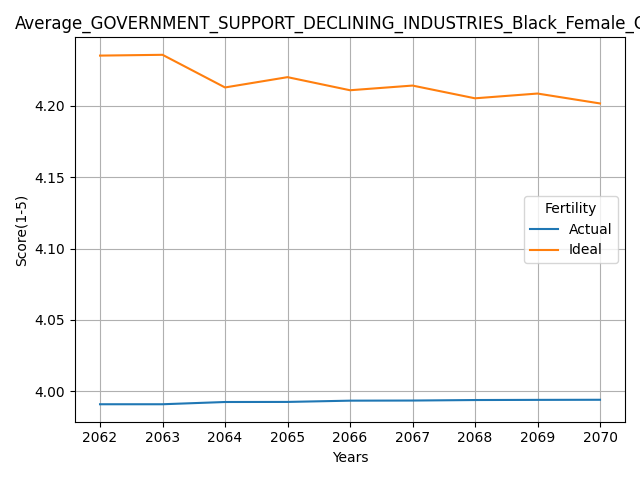 Average_GOVERNMENT_SUPPORT_DECLINING_INDUSTRIES_Black_Female_
4.20
4.15
4.10
4.05
4.00
Score(1-5)
Fertility
Actual
Ideal
2062 2063 2064 2065 2066 2067 2068 2069 2070
Years